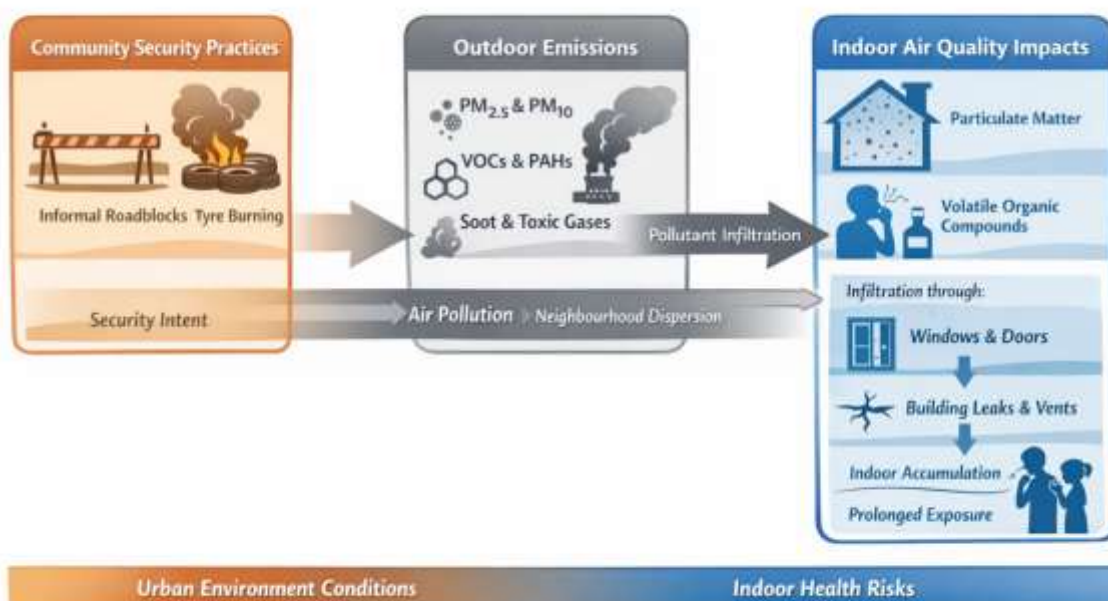 Community Security Practices
Informal Roadblocks Tyre Burning
Security Intent
Outdoor Emissions
PM2.5 & PM10
VOCs & PAHs
Soot & Toxic Gases
Pollutant Infiltration
Air Pollution
Neighbourhood Dispersion
Indoor Air Quality Impacts
Particulate Matter
Volatile Organic
Compounds
Infiltration through:
Windows & Doors
Building Leaks & Vents
Indoor Accumulation
Prolonged Exposure
Urban Environment Conditions
Indoor Health Risks